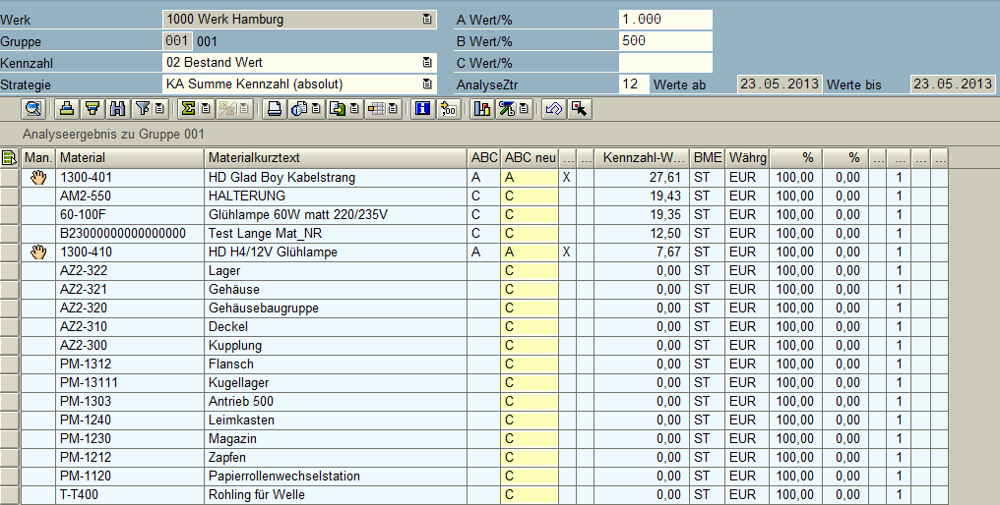 Werk 1000 Werk Hamburg A Wert/% 1.000
Gruppe 001 001 B Wert/% 500
Kennzahl 02 Bestand Wert C Wert/%
Strategie KA Summe Kennzahl (absolut) AnalyseZtr 12 Werte ab 23.05.2013 Werte bis 23.05.2013
Analyseergebnis zu Gruppe 001
Man. Material Materialkurztext ABC ABC neu ... ... Kennzahl-W... BME Währg % % ... ... ... ...
1300-401 HD Glad Boy Kabelstrang A A X 27,61 ST EUR 100,00 0,00 1
AM2-550 HALTERUNG C C 19,43 ST EUR 100,00 0,00 1
60-100F Glühlampe 60W matt 220/235V C C 19,35 ST EUR 100,00 0,00 1
B23000000000000000 Test Lange Mat_NR C C 12,50 ST EUR 100,00 0,00 1
1300-410 HD H4/12V Glühlampe A A X 7,67 ST EUR 100,00 0,00 1
AZ2-322 Lager C 0,00 ST EUR 100,00 0,00 1
AZ2-321 Gehäuse C 0,00 ST EUR 100,00 0,00 1
AZ2-320 Gehäusebaugruppe C 0,00 ST EUR 100,00 0,00 1
AZ2-310 Deckel C 0,00 ST EUR 100,00 0,00 1
AZ2-300 Kupplung C 0,00 ST EUR 100,00 0,00 1
PM-1312 Flansch C 0,00 ST EUR 100,00 0,00 1
PM-13111 Kugellager C 0,00 ST EUR 100,00 0,00 1
PM-1303 Antrieb 500 C 0,00 ST EUR 100,00 0,00 1
PM-1240 Leimkasten C 0,00 ST EUR 100,00 0,00 1
PM-1230 Magazin C 0,00 ST EUR 100,00 0,00 1
PM-1212 Zapfen C 0,00 ST EUR 100,00 0,00 1
PM-1120 Papierrollenwechselstation C 0,00 ST EUR 100,00 0,00 1
T-T400 Rohling für Welle C 0,00 ST EUR 100,00 0,00 1